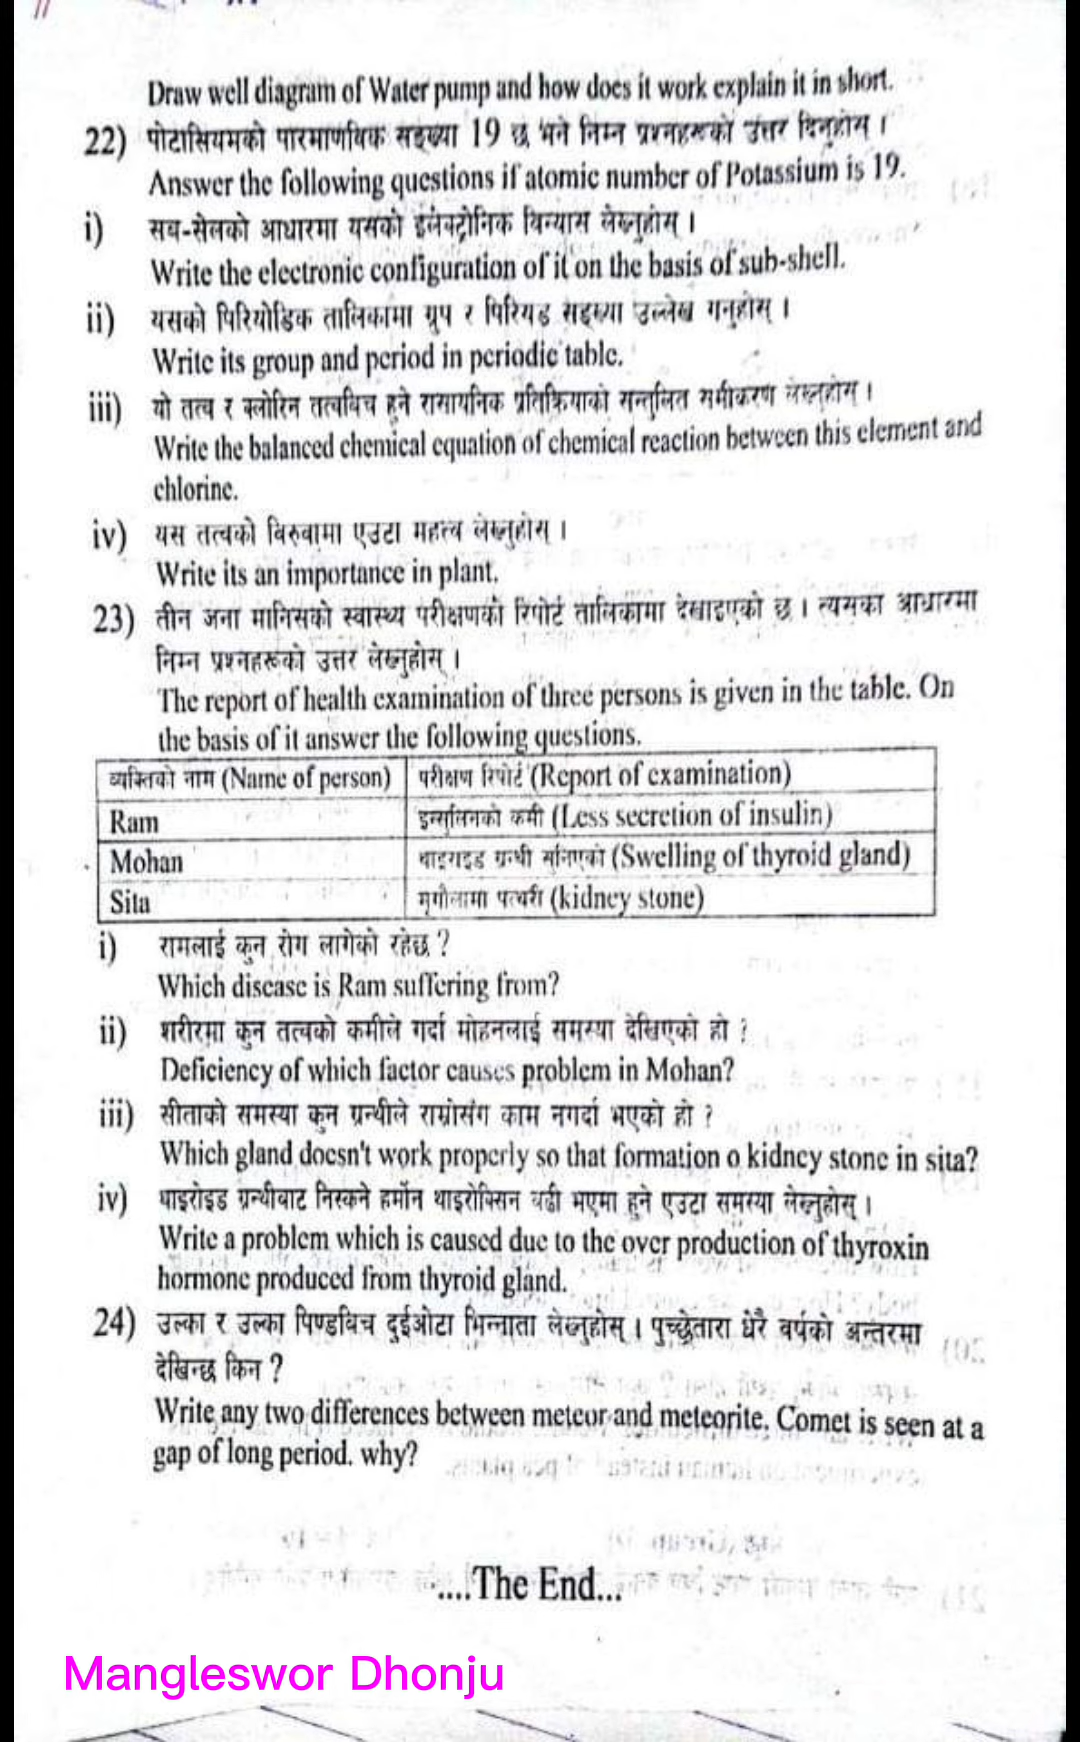 Draw well diagram of Water pump and how does it work explain it in short.
22) पोटासियमको पारमाणविक सङ्ख्या 19 छ भने निम्न प्रश्नहरूको उत्तर दिनुहोस् ।
Answer the following questions if atomic number of Potassium is 19.
i) सव-सैलको आधारमा यसको इलेक्ट्रोनिक विन्यास लेख्नुहोस् ।
Write the electronic configuration of it on the basis of sub-shell.
ii) यसको पिरियोडिक तालिकामा ग्रुप र पिरियड सङ्ख्या उल्लेख गनुहोस् ।
Write its group and period in periodic table.
iii) यो तत्व र क्लोरिन तत्वबिच हुने रासायनिक प्रतिक्रियाको सन्तुलित समीकरण लेख्नुहोस् ।
Write the balanced chemical equation of chemical reaction between this element and
chlorine.
iv) यस तत्वको विरुवामा एउटा महत्व लेख्नुहोस् ।
Write its an importance in plant.
23) तीन जना मानिसको स्वास्थ्य परीक्षणको रिपोर्ट तालिकामा देखाइएको छ । त्यसका आधारमा
निम्न प्रश्नहरूको उत्तर लेख्नुहोस् ।
The report of health examination of three persons is given in the table. On
the basis of it answer the following questions.
व्यक्तिको नाम (Name of person) परीक्षण रिपोर्ट (Report of examination)
Ram इन्सुलिनको कमी (Less secretion of insulin)
Mohan थाइराइड ग्रन्थी सुनिएको (Swelling of thyroid gland)
Sita मृगौलामा पत्थरी (kidney stone)
i) रामलाई कुन रोग लागेको रहेछ ?
Which disease is Ram suffering from?
ii) शरीरमा कुन तत्वको कमीले गर्दा मोहनलाई समस्या देखिएको हो ?
Deficiency of which factor causes problem in Mohan?
iii) सीताको समस्या कुन ग्रन्थीले राम्रोसंग काम नगर्दा भएको हो ?
Which gland doesn't work properly so that formation o kidney stone in sita?
iv) थाइरोइड ग्रन्थीबाट निस्कने हर्मोन थाइरोक्सिन बढी भएमा हुने एउटा समस्या लेख्नुहोस् ।
Write a problem which is caused due to the over production of thyroxin
hormone produced from thyroid gland.
24) उल्का र उल्का पिण्डबिच दुईओटा भिन्नाता लेख्नुहोस् । पुच्छ्रेतारा धेरै वर्षको अन्तरमा
देखिन्छ किन ?
Write any two differences between meteor and meteorite. Comet is seen at a
gap of long period. why?
....The End...
Mangleswor Dhonju